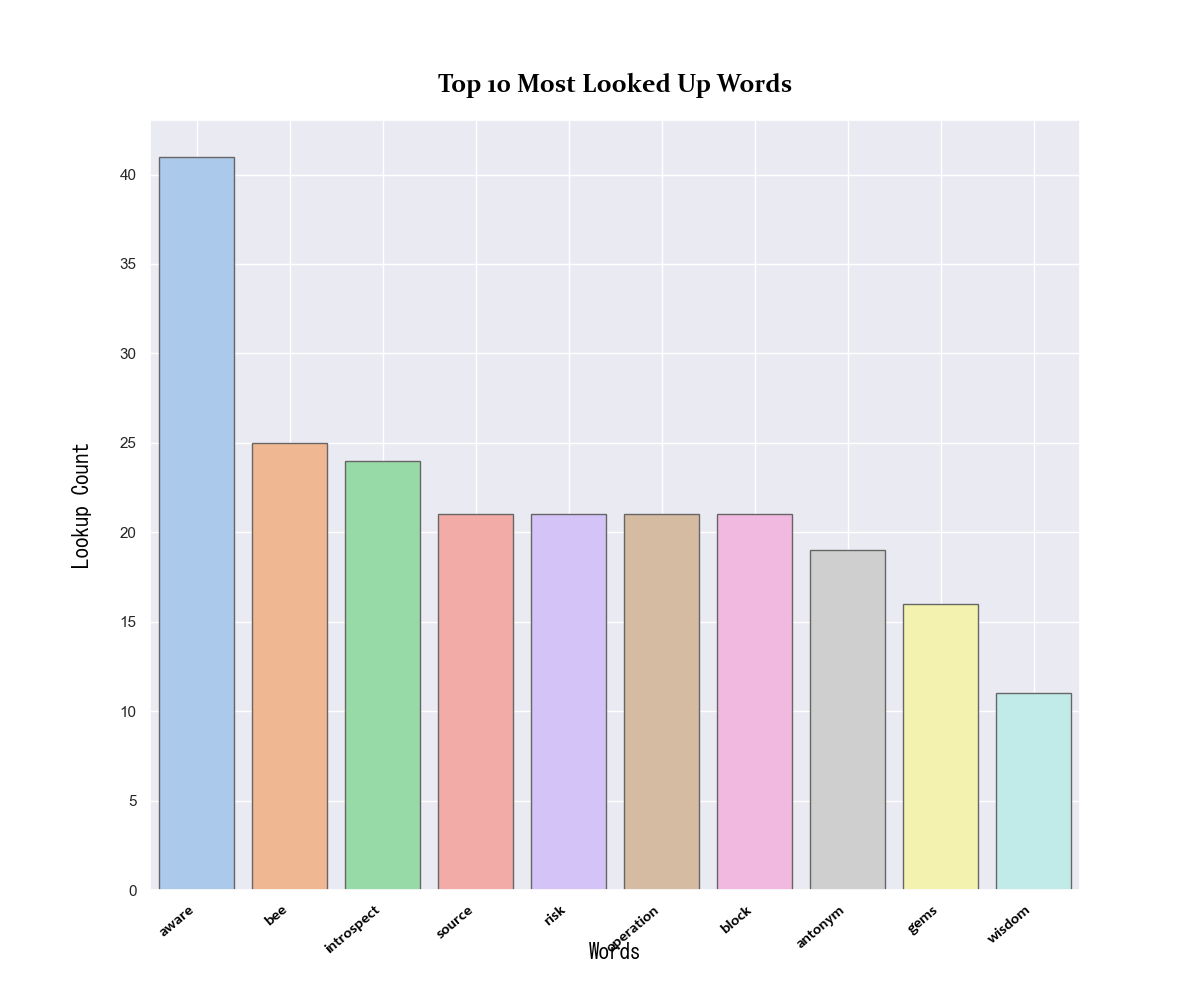 Top 10 Most Looked Up Words
Lookup Count
40
35
30
25
20
15
10
5
0
aware
bee
introspect
source
risk
operation
block
antonym
gems
wisdom
Words